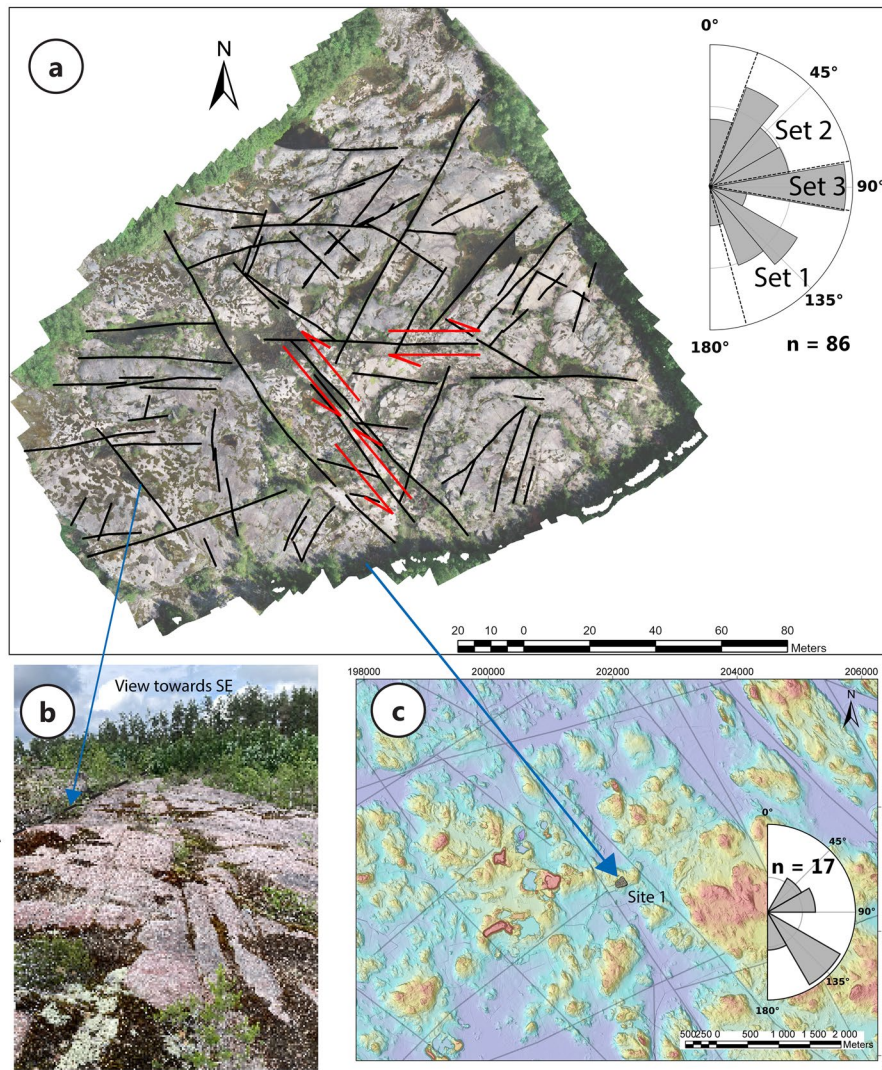 a
N
0°
45°
Set 2
Set 3
90°
Set 1
135°
180°
n = 86
20 10 0 20 40 60 80
Meters
b
View towards SE
198000 200000 202000 204000 206000
c
N
0°
45°
n = 17
90°
Site 1
135°
180°
500 250 0 500 1 000 1 500 2 000
Meters